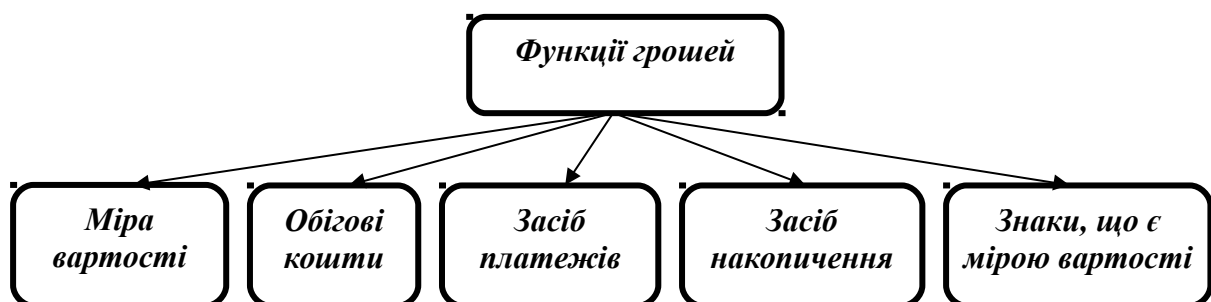 Функції грошей
Міра
вартості
Обігові
кошти
Засіб
платежів
Засіб
накопичення
Знаки, що є
мірою вартості